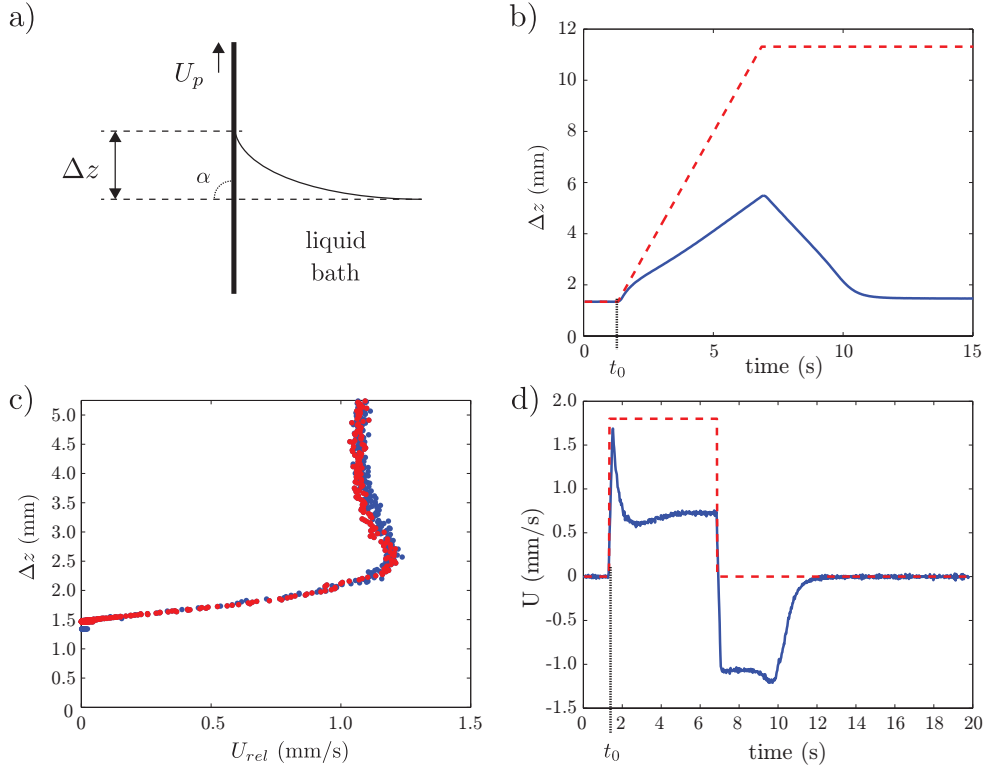 a)
U_p
Δz
α
liquid
bath
b)
12
10
8
6
4
2
0
Δz (mm)
0
5
10
15
t_0
time (s)
c)
5.0
4.5
4.0
3.5
3.0
2.5
2.0
1.5
1.0
0.5
0
Δz (mm)
0
0.5
1.0
1.5
U_rel (mm/s)
d)
2.0
1.5
1.0
0.5
0
-0.5
-1.0
-1.5
U (mm/s)
0
2
4
6
8
10
12
14
16
18
20
t_0
time (s)